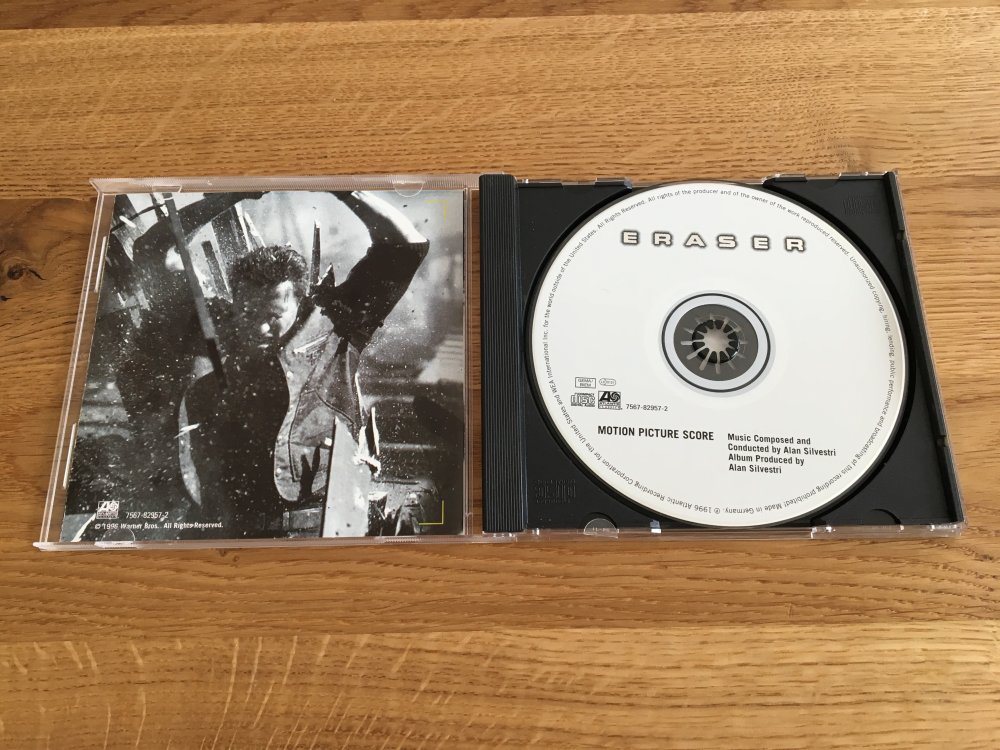 7567-82957-2
© 1996 Warner Bros. All Rights Reserved.
ERASER
GEMA
BIEM
7567-82957-2
MOTION PICTURE SCORE
Music Composed and
Conducted by Alan Silvestri
Album Produced by
Alan Silvestri
℗ 1996 Atlantic Recording Corporation for the United States and WEA International Inc. for the world outside of the United States. All Rights Reserved. All rights of the producer and of the owner of the work reproduced reserved. Unauthorized copying, hiring, lending, public performance and broadcasting of this recording prohibited! Made in Germany.